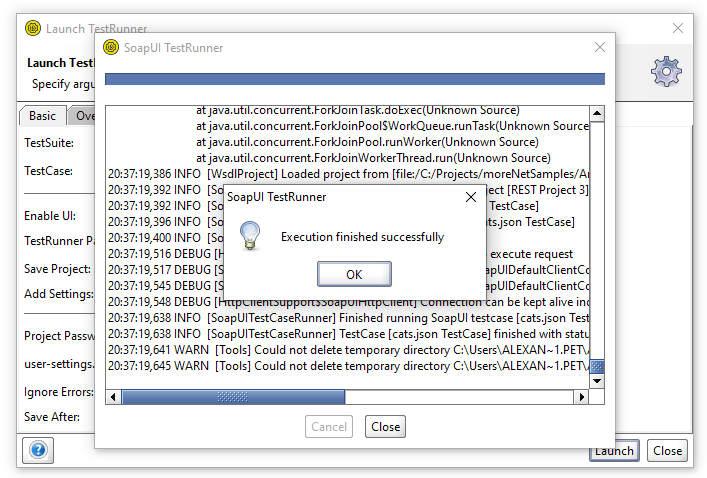 Launch TestRunner
SoapUI TestRunner
Launch Test
Specify argu
Basic
Ove
TestSuite:
TestCase:
Enable UI:
TestRunner Pa
Save Project:
Add Settings:
Project Passw
user-settings.
Ignore Errors:
Save After:
at java.util.concurrent.ForkJoinTask.doExec(Unknown Source)
at java.util.concurrent.ForkJoinPool$WorkQueue.runTask(Unknown Source
at java.util.concurrent.ForkJoinPool.runWorker(Unknown Source)
at java.util.concurrent.ForkJoinWorkerThread.run(Unknown Source)
20:37:19,386 INFO [WsdlProject] Loaded project from [file:/C:/Projects/moreNetSamples/Ar
20:37:19,392 INFO [So ject [REST Project 3]
20:37:19,392 INFO [So TestCase]
20:37:19,396 INFO [So cats.json TestCase]
20:37:19,400 INFO [So
20:37:19,516 DEBUG [H execute request
20:37:19,517 DEBUG [S apUIDefaultClientCo
20:37:19,545 DEBUG [S apUIDefaultClientCo
20:37:19,548 DEBUG [HttpClientSupport$SoapUIHttpClient] Connection can be kept alive ind
20:37:19,638 INFO [SoapUITestCaseRunner] Finished running SoapUI testcase [cats.json Test
20:37:19,638 INFO [SoapUITestCaseRunner] TestCase [cats.json TestCase] finished with statu
20:37:19,641 WARN [Tools] Could not delete temporary directory C:\Users\ALEXAN~1.PET\A
20:37:19,645 WARN [Tools] Could not delete temporary directory C:\Users\ALEXAN~1.PET\A
SoapUI TestRunner
Execution finished successfully
OK
Cancel
Close
Launch
Close